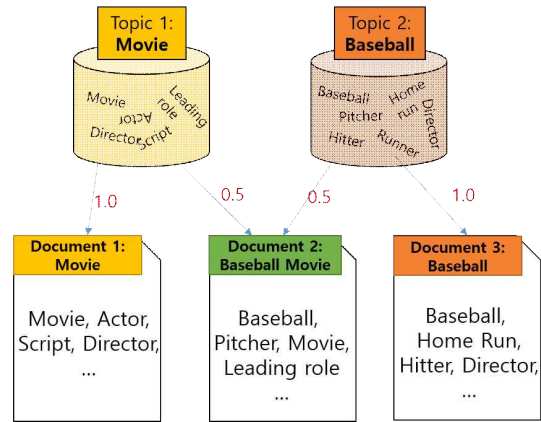 Topic 1:
Movie
Topic 2:
Baseball
Movie
Leading
role
Actor
Director
Script
Baseball
Home
run
Pitcher
Director
Hitter
Runner
1.0
0.5
0.5
1.0
Document 1:
Movie
Movie, Actor,
Script, Director,
...
Document 2:
Baseball Movie
Baseball,
Pitcher, Movie,
Leading role
...
Document 3:
Baseball
Baseball,
Home Run,
Hitter, Director,
...